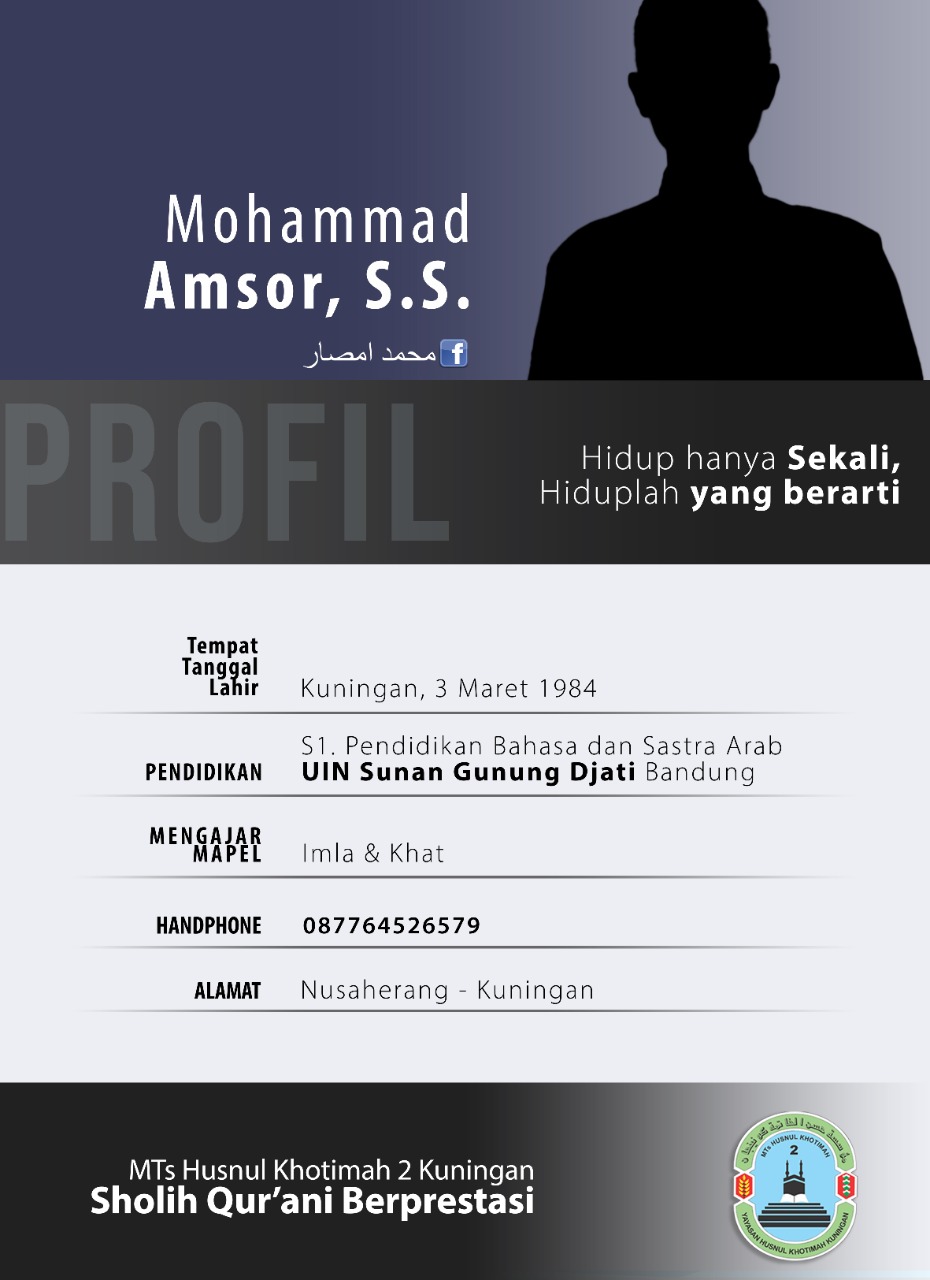 Mohammad
Amsor, S.S.
محمد امصار
PROFIL
Hidup hanya Sekali,
Hiduplah yang berarti
Tempat
Tanggal
Lahir
Kuningan, 3 Maret 1984
PENDIDIKAN
S1. Pendidikan Bahasa dan Sastra Arab
UIN Sunan Gunung Djati Bandung
MENGAJAR
MAPEL
Imla & Khat
HANDPHONE
087764526579
ALAMAT
Nusaherang - Kuningan
MTs Husnul Khotimah 2 Kuningan
Sholih Qur'ani Berprestasi
MTs HUSNUL KHOTIMAH
2
YAYASAN HUSNUL KHOTIMAH KUNINGAN